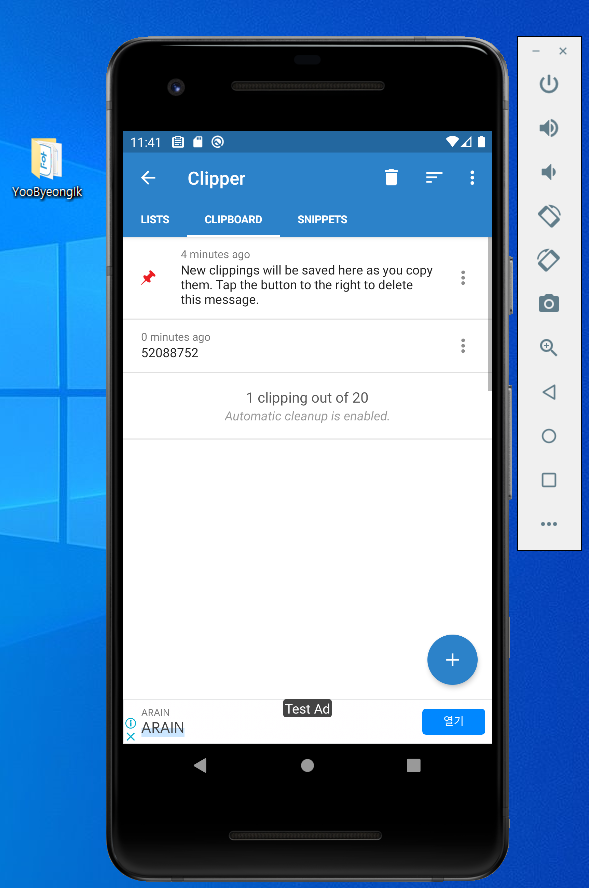 11:41
YooByeongik
Clipper
LISTS CLIPBOARD SNIPPETS
4 minutes ago
New clippings will be saved here as you copy
them. Tap the button to the right to delete
this message.
0 minutes ago
52088752
1 clipping out of 20
Automatic cleanup is enabled.
Test Ad
ARAIN
ARAIN
열기